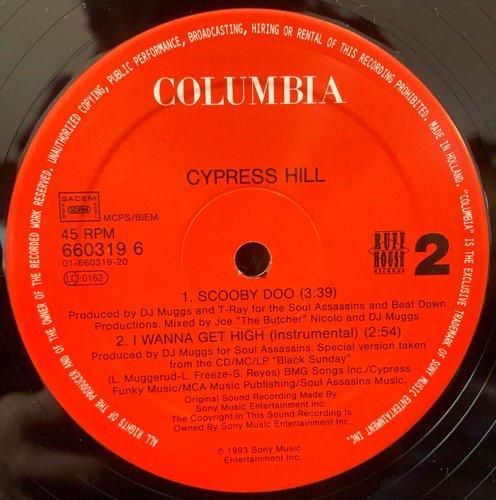 ALL RIGHTS OF THE PRODUCER AND OF THE OWNER OF THE RECORDED WORK RESERVED. UNAUTHORIZED COPYING, PUBLIC PERFORMANCE, BROADCASTING, HIRING OR RENTAL OF THIS RECORDING PROHIBITED. MADE IN HOLLAND. "COLUMBIA" IS THE EXCLUSIVE TRADEMARK OF SONY MUSIC ENTERTAINMENT INC.
COLUMBIA
CYPRESS HILL
SACEM
SDRM
MCPS/BIEM
45 RPM
660319 6
01-660319-20
LC 0162
RUFF
HOUSE
RECORDS
2
1. SCOOBY DOO (3:39)
Produced by DJ Muggs and T-Ray for the Soul Assassins and Beat Down
Productions. Mixed by Joe "The Butcher" Nicolo and DJ Muggs.
2. I WANNA GET HIGH (Instrumental) (2:54)
Produced by DJ Muggs for Soul Assassins. Special version taken
from the CD/MC/LP "Black Sunday"
(L. Muggerud-L. Freeze-S. Reyes) BMG Songs Inc./Cypress
Funky Music/MCA Music Publishing/Soul Assasins Music.
Original Sound Recording Made By
Sony Music Entertainment Inc.
The Copyright In This Sound Recording Is
Owned By Sony Music Entertainment Inc.
℗ 1993 Sony Music
Entertainment Inc.